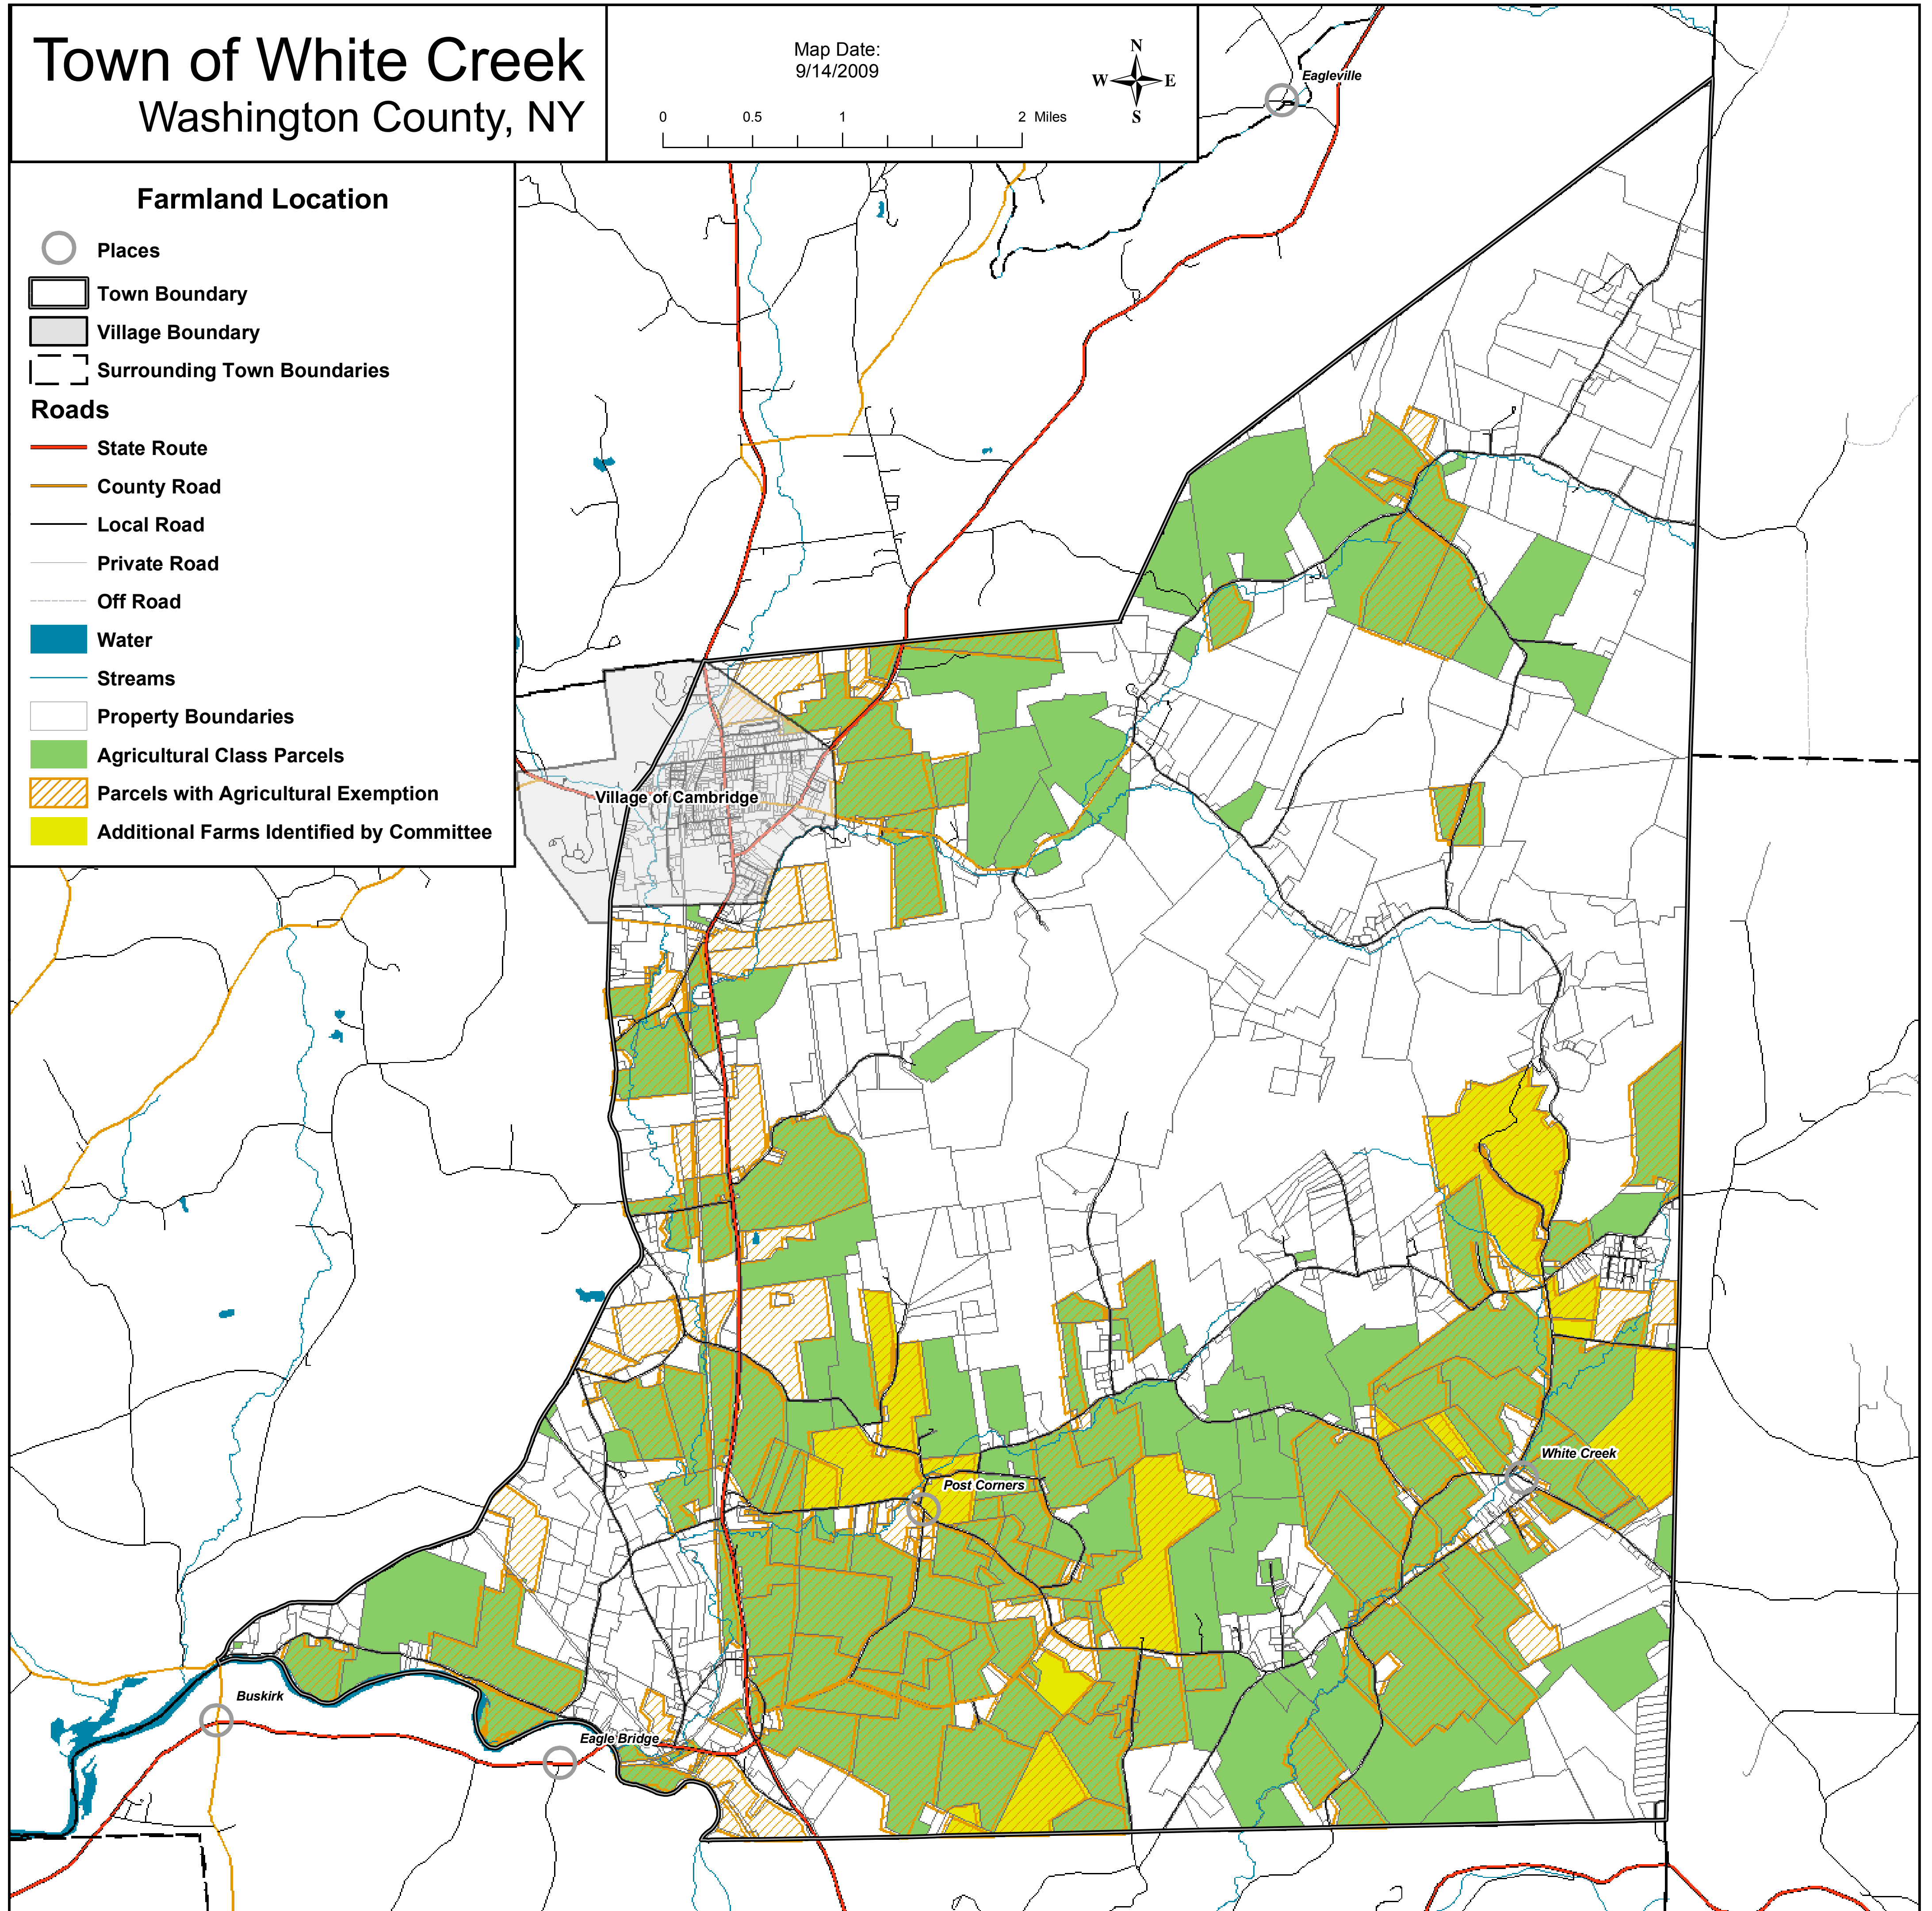 Town of White Creek
Washington County, NY
Map Date:
9/14/2009
N
W E
S
0 0.5 1 2 Miles
Eagleville
Farmland Location
Places
Town Boundary
Village Boundary
Surrounding Town Boundaries
Roads
State Route
County Road
Local Road
Private Road
Off Road
Water
Streams
Property Boundaries
Agricultural Class Parcels
Parcels with Agricultural Exemption
Additional Farms Identified by Committee
Village of Cambridge
White Creek
Post Corners
Buskirk
Eagle Bridge